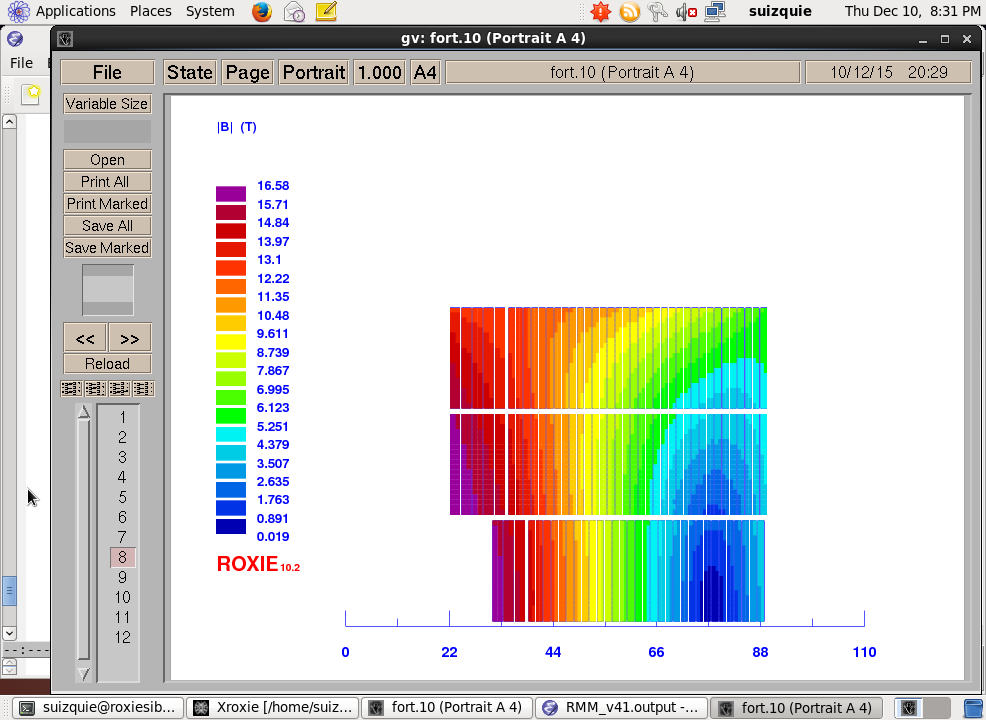 Applications Places System suizquie Thu Dec 10, 8:31 PM
gv: fort.10 (Portrait A 4)
File
File State Page Portrait 1.000 A4 fort.10 (Portrait A 4) 10/12/15 20:29
Variable Size
Open
Print All
Print Marked
Save All
Save Marked
<< >>
Reload
1
2
3
4
5
6
7
8
9
10
11
12
|B| (T)
16.58
15.71
14.84
13.97
13.1
12.22
11.35
10.48
9.611
8.739
7.867
6.995
6.123
5.251
4.379
3.507
2.635
1.763
0.891
0.019
ROXIE 10.2
0 22 44 66 88 110
--:---
suizquie@roxiesib... Xroxie [/home/suiz... fort.10 (Portrait A 4) RMM_v41.output -... fort.10 (Portrait A 4)